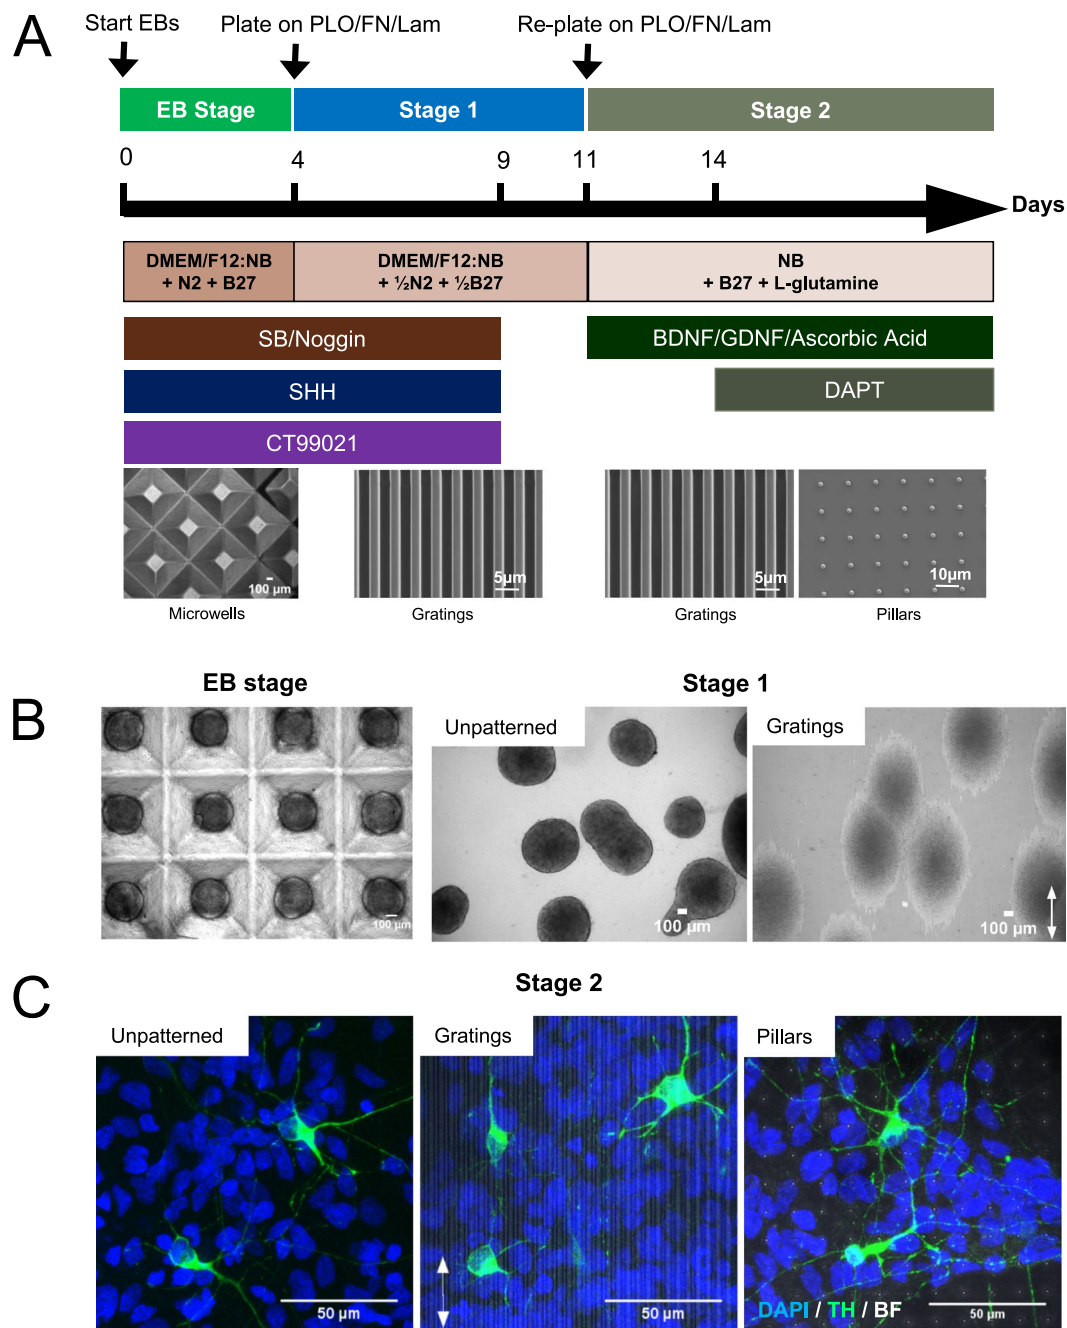 A
Start EBs
Plate on PLO/FN/Lam
Re-plate on PLO/FN/Lam
EB Stage
Stage 1
Stage 2
0
4
9
11
14
Days
DMEM/F12:NB
+ N2 + B27
DMEM/F12:NB
+ ½N2 + ½B27
NB
+ B27 + L-glutamine
SB/Noggin
BDNF/GDNF/Ascorbic Acid
SHH
DAPT
CT99021
100 µm
5µm
5µm
10µm
Microwells
Gratings
Gratings
Pillars
B
EB stage
Stage 1
Unpatterned
Gratings
100 µm
100 µm
100 µm
C
Stage 2
Unpatterned
Gratings
Pillars
50 µm
50 µm
DAPI / TH / BF
50 µm